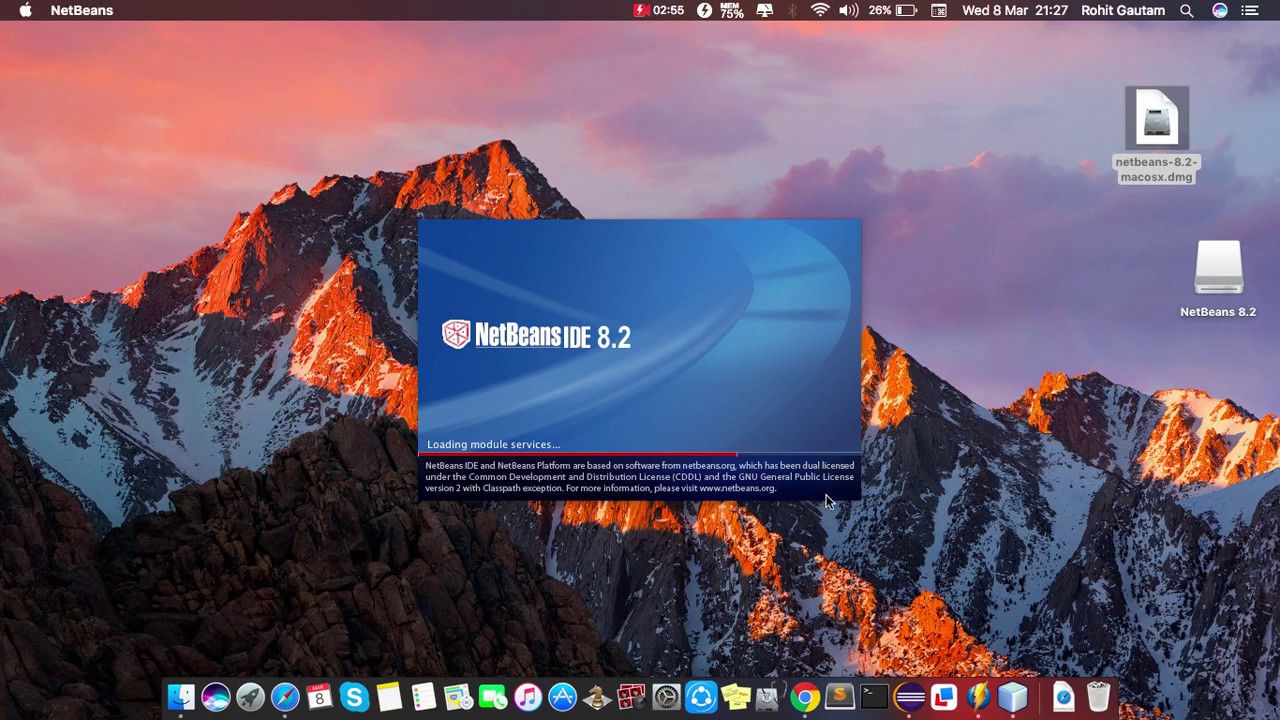 NetBeans
02:55
MEM
75%
26%
Wed 8 Mar 21:27
Rohit Gautam
netbeans-8.2-
macosx.dmg
NetBeans 8.2
NetBeans IDE 8.2
Loading module services...
NetBeans IDE and NetBeans Platform are based on software from netbeans.org, which has been dual licensed
under the Common Development and Distribution License (CDDL) and the GNU General Public License
version 2 with Classpath exception. For more information, please visit www.netbeans.org.
MAR
8